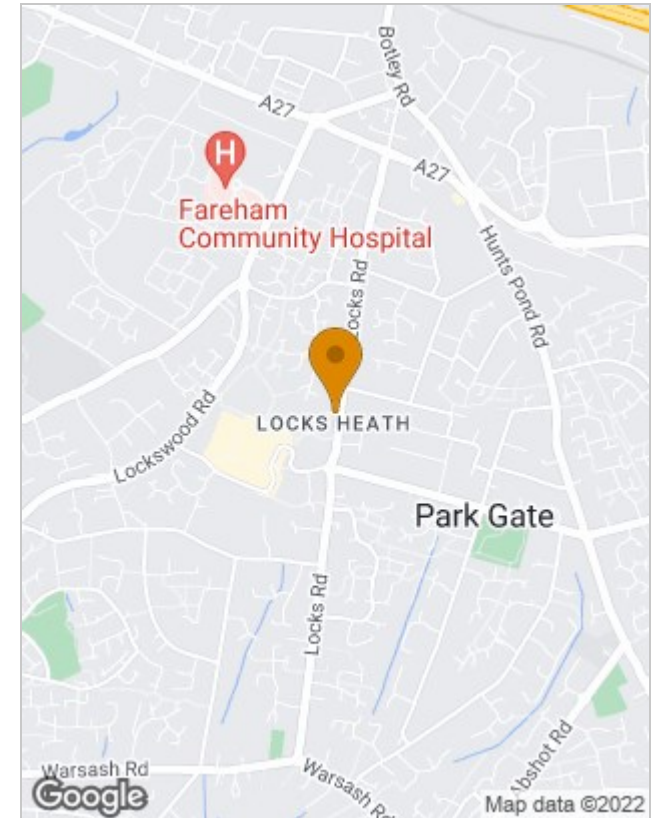 Botley Rd
A27
A27
H
Fareham
Community Hospital
Hunts Pond Rd
Locks Rd
LOCKS HEATH
Lockswood Rd
Park Gate
Locks Rd
Abshot Rd
Warsash Rd
Warsash Rd
Google
Map data ©2022